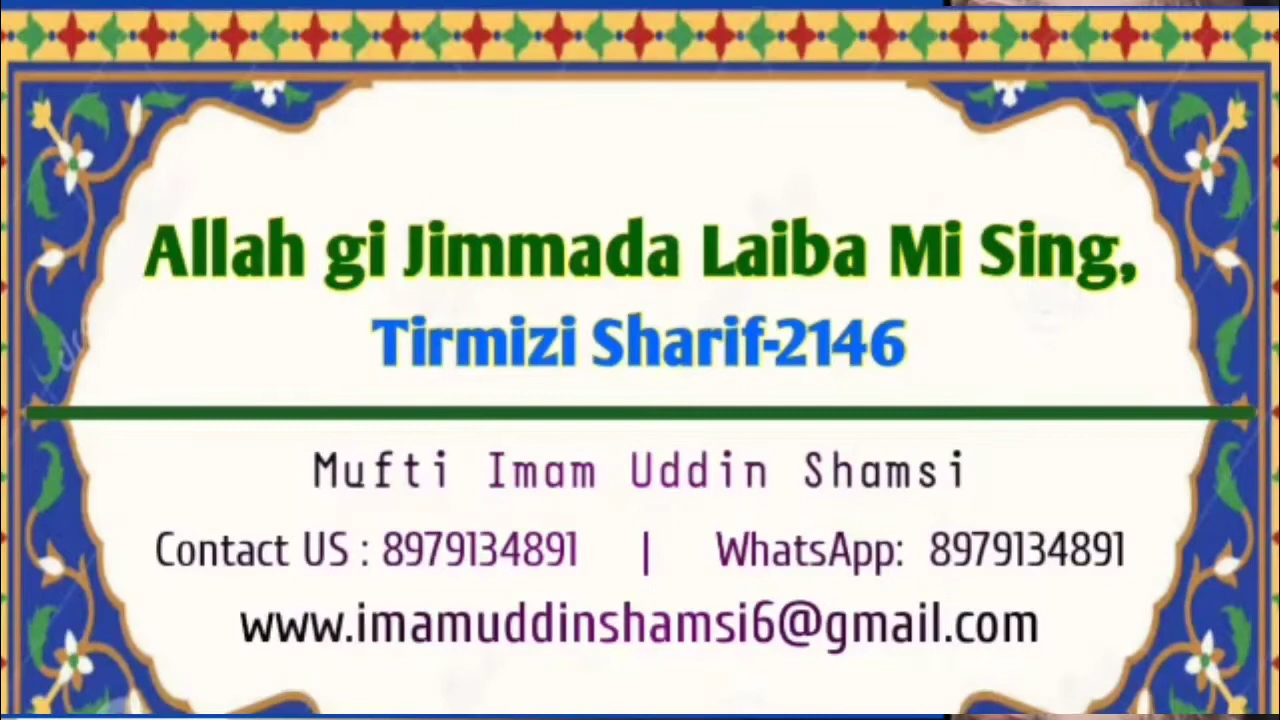 Allah gi Jimmada Laiba Mi Sing,
Tirmizi Sharif-2146
Mufti Imam Uddin Shamsi
Contact US : 8979134891 | WhatsApp: 8979134891
www.imamuddinshamsi6@gmail.com